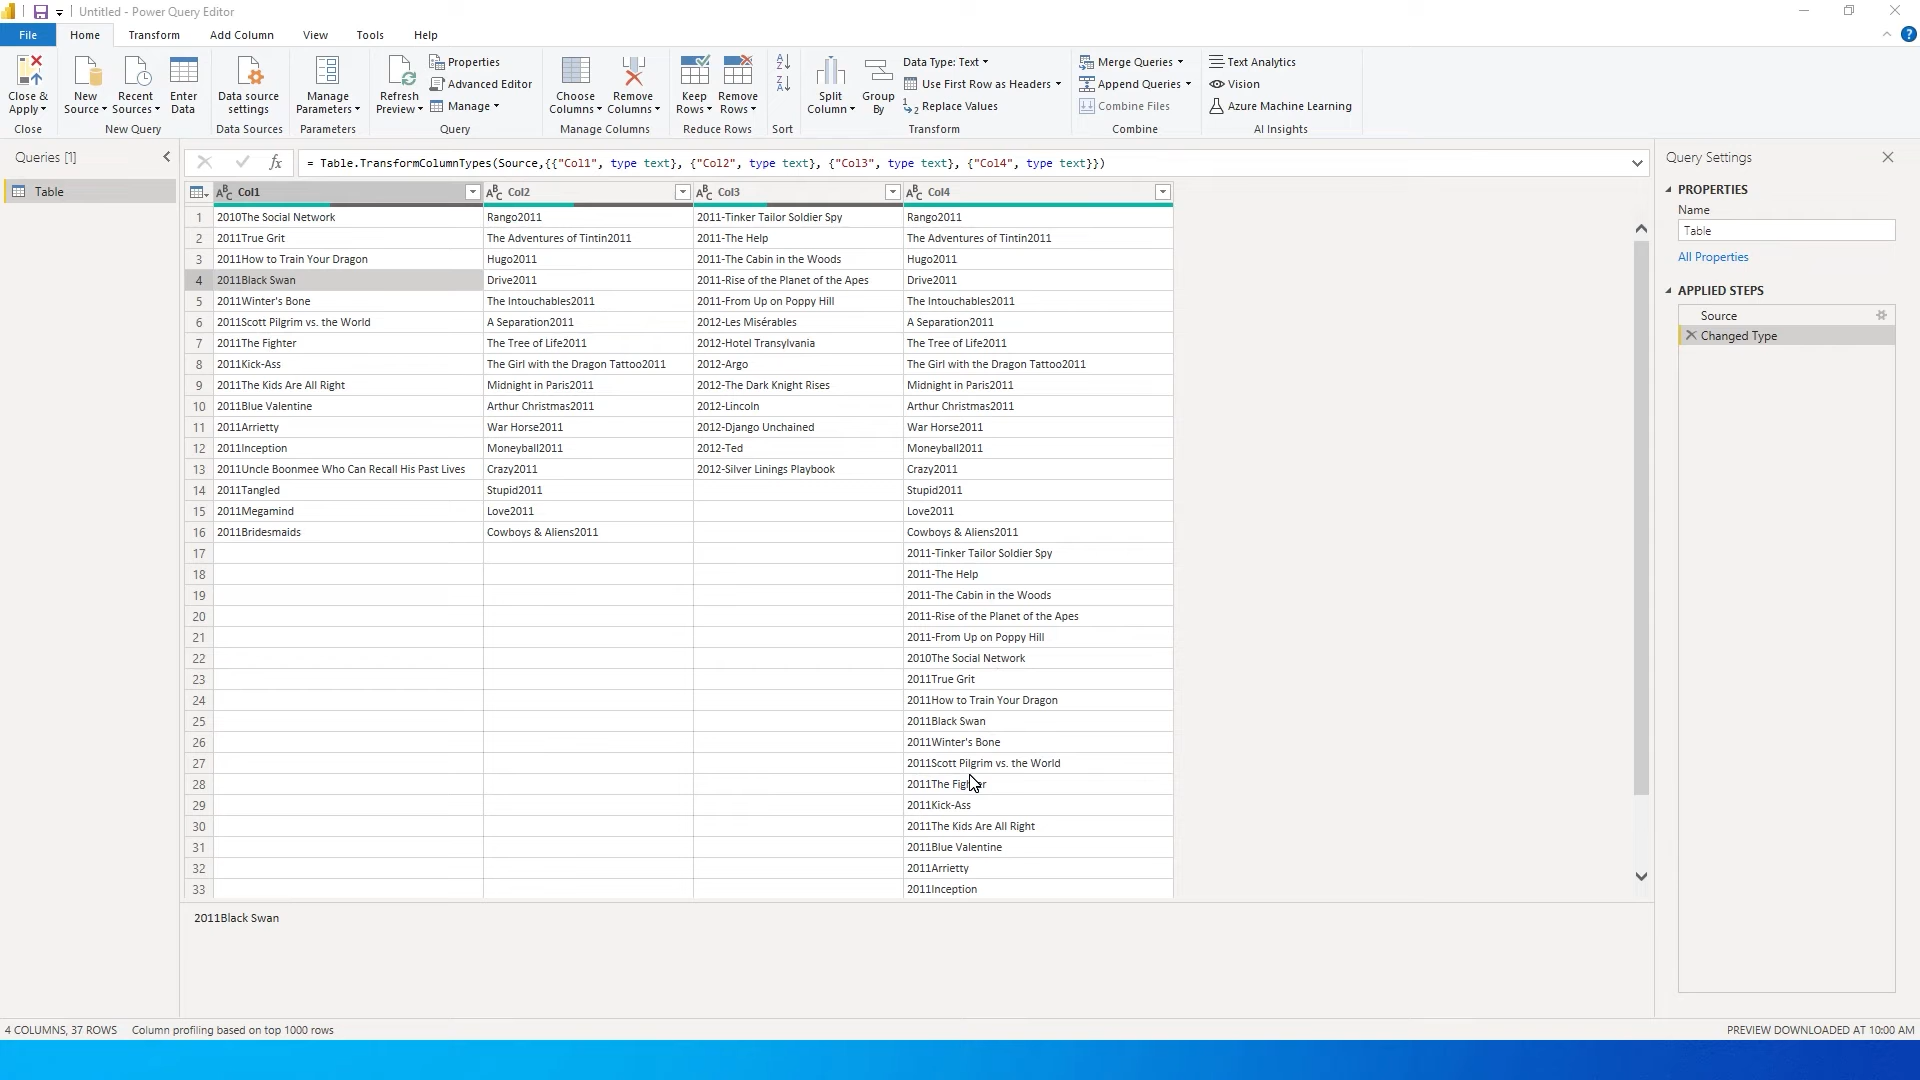 Untitled - Power Query Editor
File Home Transform Add Column View Tools Help
Close & Apply
New Source
Recent Sources
Enter Data
Data source settings
Manage Parameters
Refresh Preview
Properties
Advanced Editor
Manage
Choose Columns
Remove Columns
Keep Rows
Remove Rows
Split Column
Group By
Data Type: Text
Use First Row as Headers
Replace Values
Merge Queries
Append Queries
Combine Files
Text Analytics
Vision
Azure Machine Learning
Close New Query Data Sources Parameters Query Manage Columns Reduce Rows Sort Transform Combine AI Insights
Queries [1]
Table
fx = Table.TransformColumnTypes(Source,{{"Col1", type text}, {"Col2", type text}, {"Col3", type text}, {"Col4", type text}})
ABC Col1 ABC Col2 ABC Col3 ABC Col4
1 2010The Social Network Rango2011 2011-Tinker Tailor Soldier Spy Rango2011
2 2011True Grit The Adventures of Tintin2011 2011-The Help The Adventures of Tintin2011
3 2011How to Train Your Dragon Hugo2011 2011-The Cabin in the Woods Hugo2011
4 2011Black Swan Drive2011 2011-Rise of the Planet of the Apes Drive2011
5 2011Winter's Bone The Intouchables2011 2011-From Up on Poppy Hill The Intouchables2011
6 2011Scott Pilgrim vs. the World A Separation2011 2012-Les Misérables A Separation2011
7 2011The Fighter The Tree of Life2011 2012-Hotel Transylvania The Tree of Life2011
8 2011Kick-Ass The Girl with the Dragon Tattoo2011 2012-Argo The Girl with the Dragon Tattoo2011
9 2011The Kids Are All Right Midnight in Paris2011 2012-The Dark Knight Rises Midnight in Paris2011
10 2011Blue Valentine Arthur Christmas2011 2012-Lincoln Arthur Christmas2011
11 2011Arrietty War Horse2011 2012-Django Unchained War Horse2011
12 2011Inception Moneyball2011 2012-Ted Moneyball2011
13 2011Uncle Boonmee Who Can Recall His Past Lives Crazy2011 2012-Silver Linings Playbook Crazy2011
14 2011Tangled Stupid2011 Stupid2011
15 2011Megamind Love2011 Love2011
16 2011Bridesmaids Cowboys & Aliens2011 Cowboys & Aliens2011
17 2011-Tinker Tailor Soldier Spy
18 2011-The Help
19 2011-The Cabin in the Woods
20 2011-Rise of the Planet of the Apes
21 2011-From Up on Poppy Hill
22 2010The Social Network
23 2011True Grit
24 2011How to Train Your Dragon
25 2011Black Swan
26 2011Winter's Bone
27 2011Scott Pilgrim vs. the World
28 2011The Fighter
29 2011Kick-Ass
30 2011The Kids Are All Right
31 2011Blue Valentine
32 2011Arrietty
33 2011Inception
2011Black Swan
Query Settings
PROPERTIES
Name
Table
All Properties
APPLIED STEPS
Source
Changed Type
4 COLUMNS, 37 ROWS Column profiling based on top 1000 rows PREVIEW DOWNLOADED AT 10:00 AM